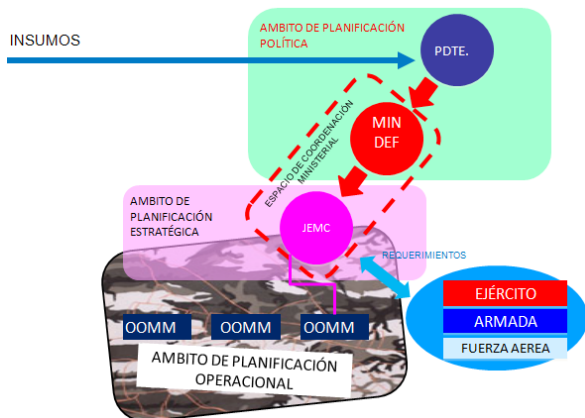 INSUMOS
AMBITO DE PLANIFICACIÓN
POLÍTICA
PDTE.
MIN
DEF
ESPACIO DE COORDENACIÓN
MINISTERIAL
AMBITO DE
PLANIFICACIÓN
ESTRATÉGICA
JEMC
REQUERIMIENTOS
EJÉRCITO
ARMADA
FUERZA AEREA
OOMM
OOMM
OOMM
AMBITO DE PLANIFICACIÓN
OPERACIONAL